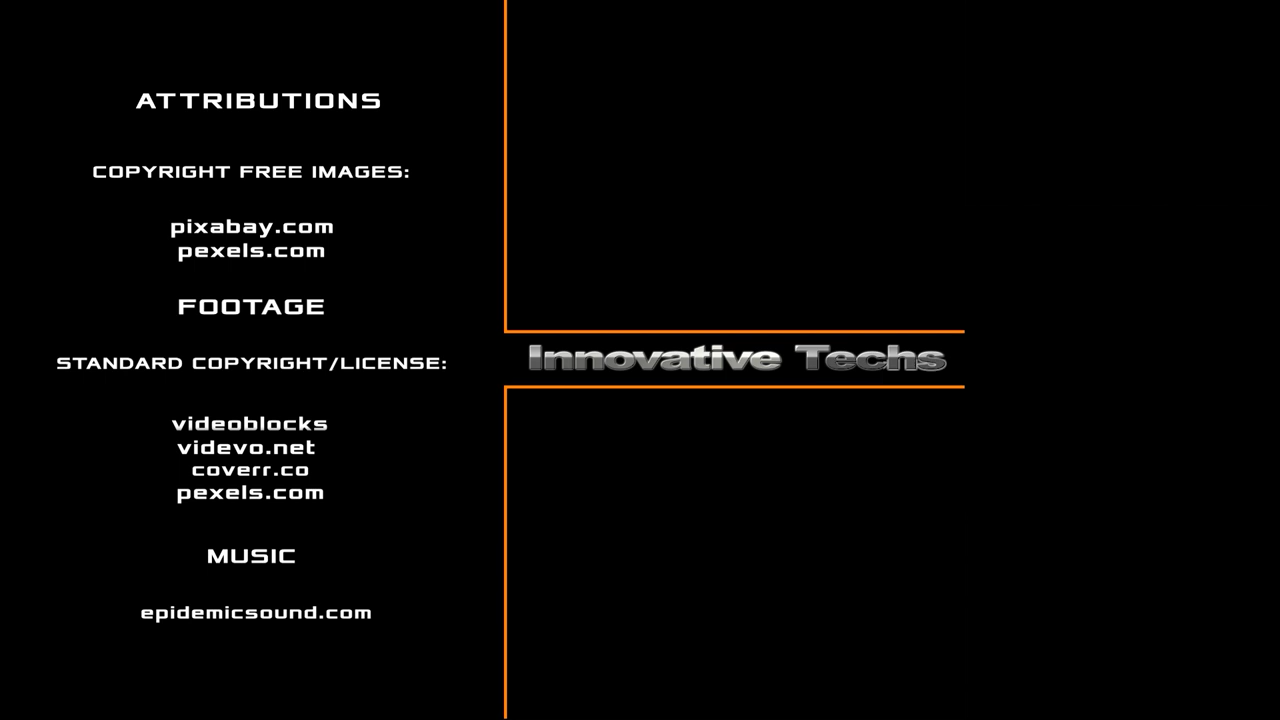 ATTRIBUTIONS
COPYRIGHT FREE IMAGES:
pixabay.com
pexels.com
FOOTAGE
STANDARD COPYRIGHT/LICENSE:
videoblocks
videvo.net
coverr.co
pexels.com
MUSIC
epidemicsound.com
Innovative Techs